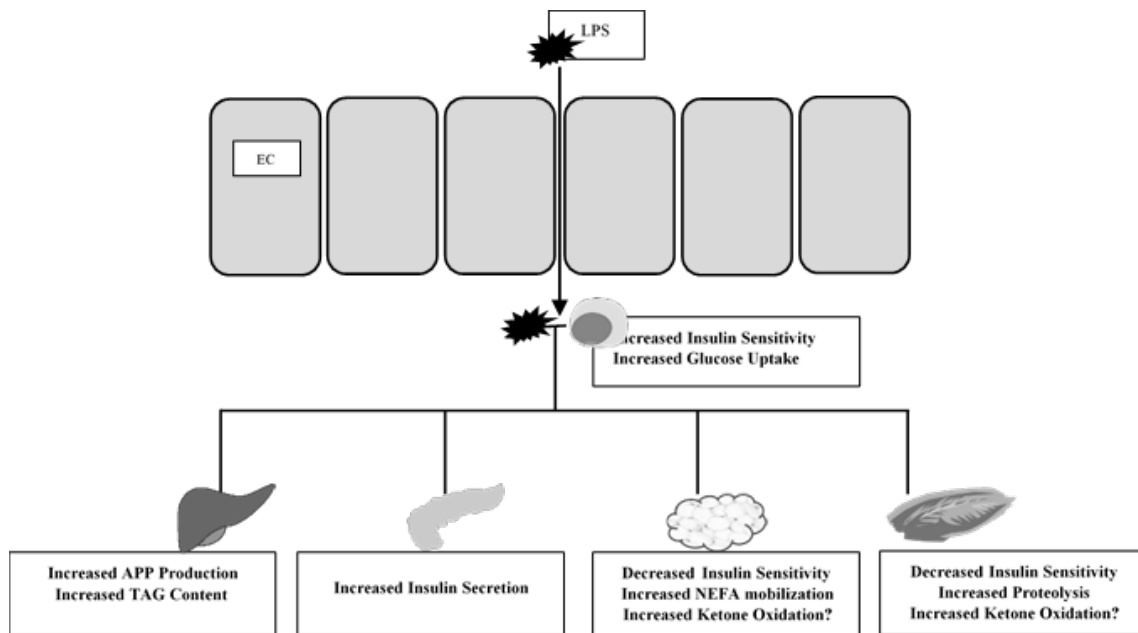 LPS
EC
Increased Insulin Sensitivity
Increased Glucose Uptake
Increased APP Production
Increased TAG Content
Increased Insulin Secretion
Decreased Insulin Sensitivity
Increased NEFA mobilization
Increased Ketone Oxidation?
Decreased Insulin Sensitivity
Increased Proteolysis
Increased Ketone Oxidation?